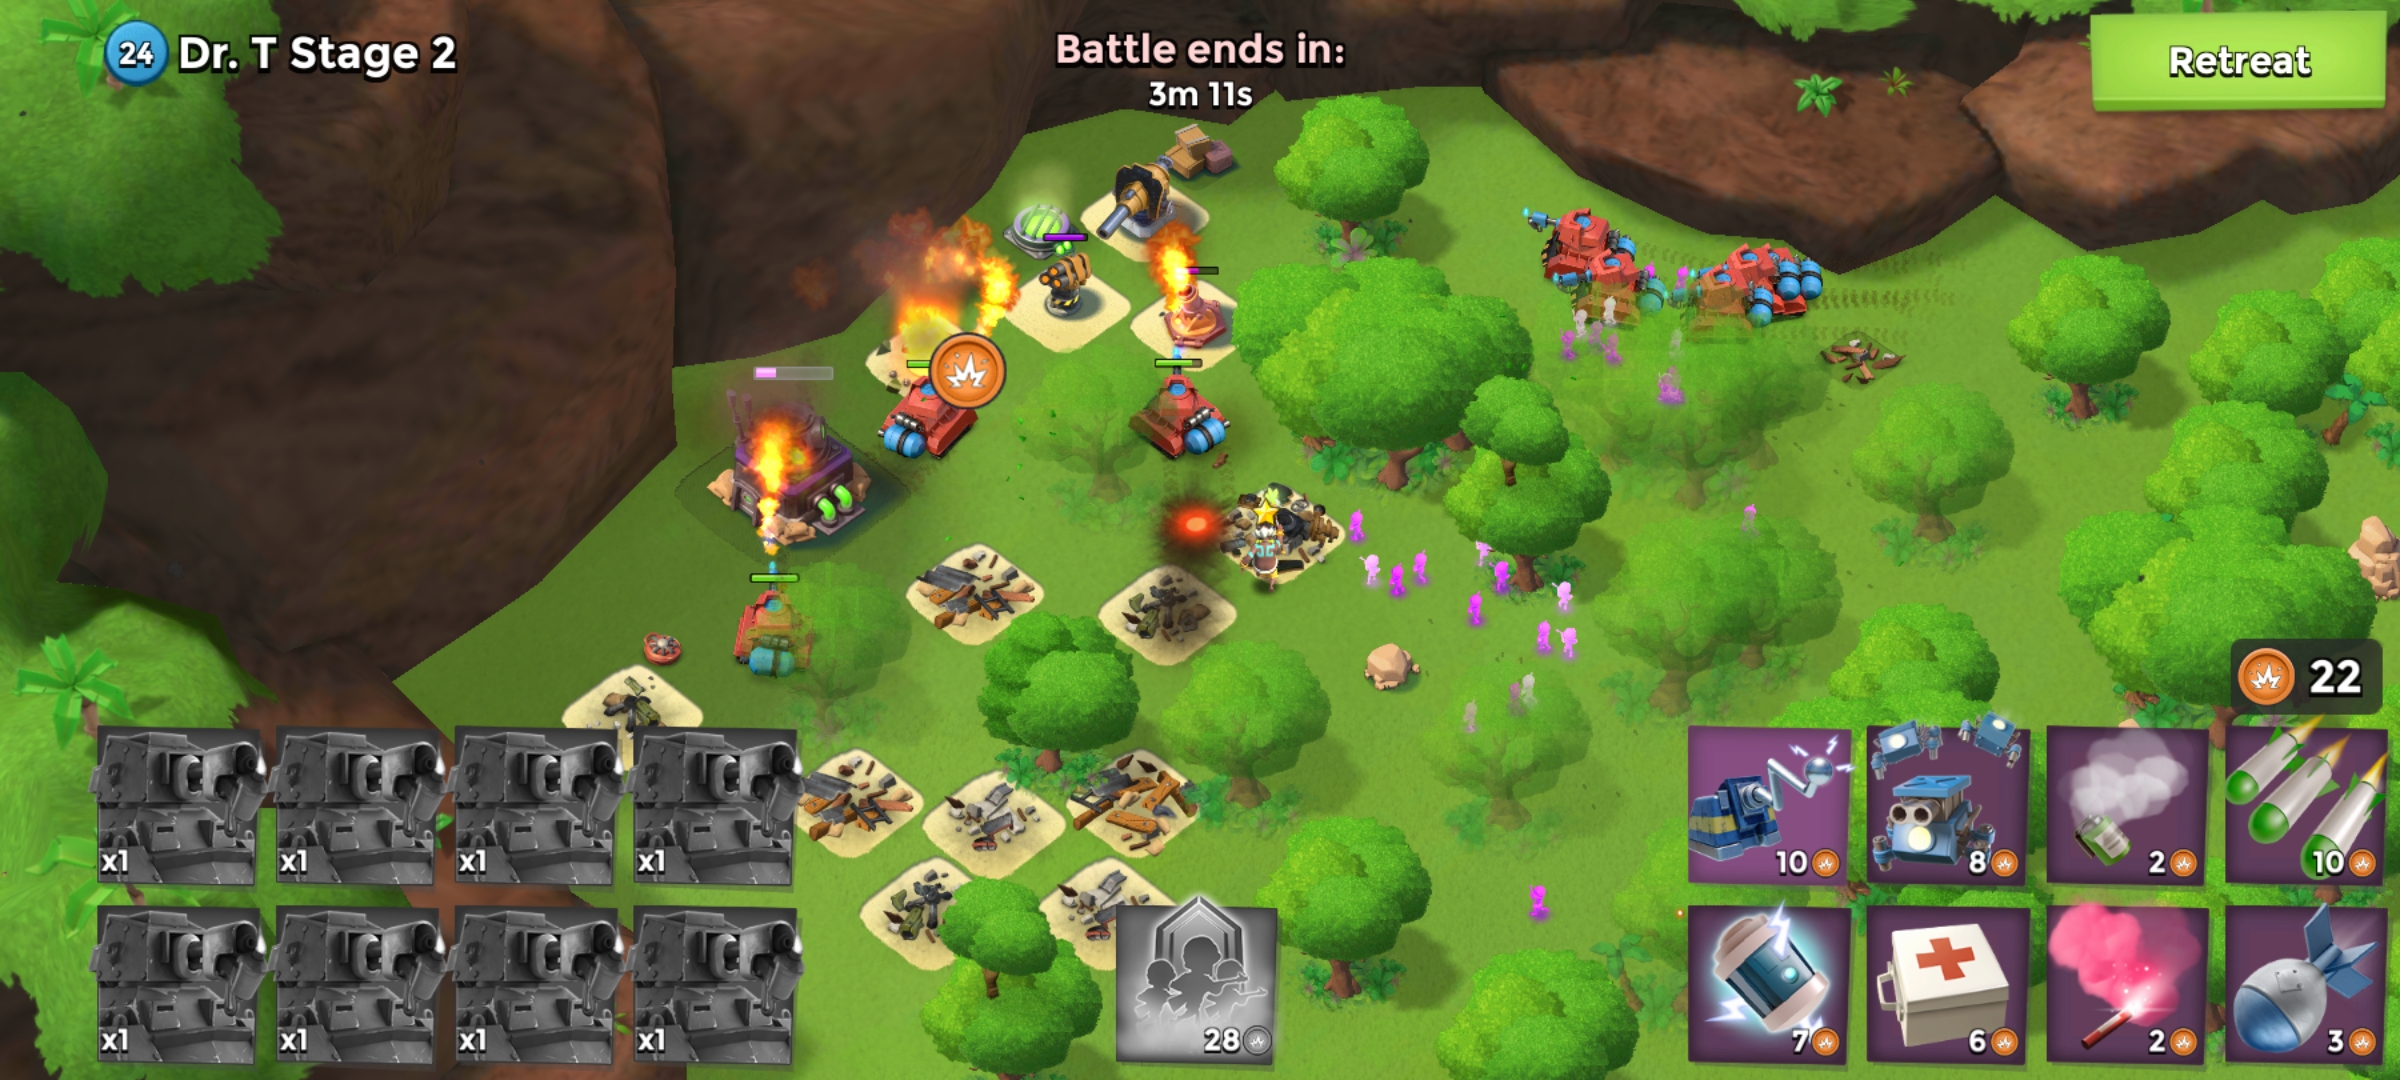 24 Dr. T Stage 2
Battle ends in:
3m 11s
Retreat
22
x1 x1 x1 x1
10 8 2 10
x1 x1 x1 x1
28
7 6 2 3